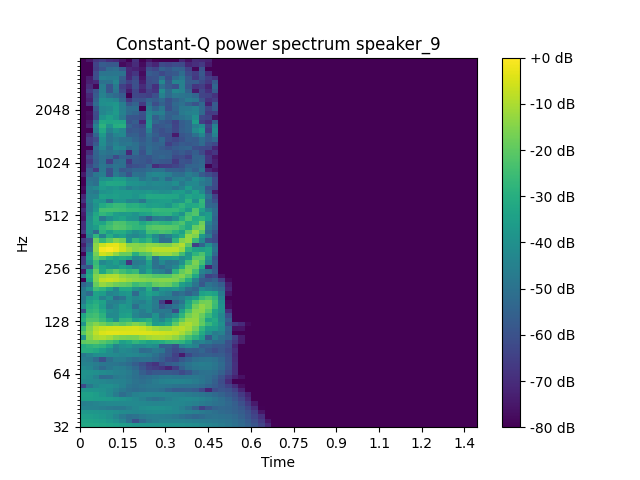 Constant-Q power spectrum speaker_9
Hz
2048
1024
512
256
128
64
32
0 0.15 0.3 0.45 0.6 0.75 0.9 1.1 1.2 1.4
Time
+0 dB
-10 dB
-20 dB
-30 dB
-40 dB
-50 dB
-60 dB
-70 dB
-80 dB